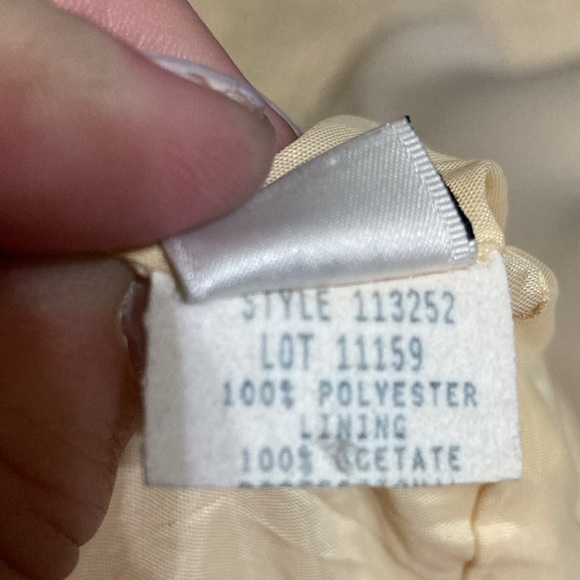 STYLE 113252
LOT 11159
100% POLYESTER
LINING
100% ACETATE